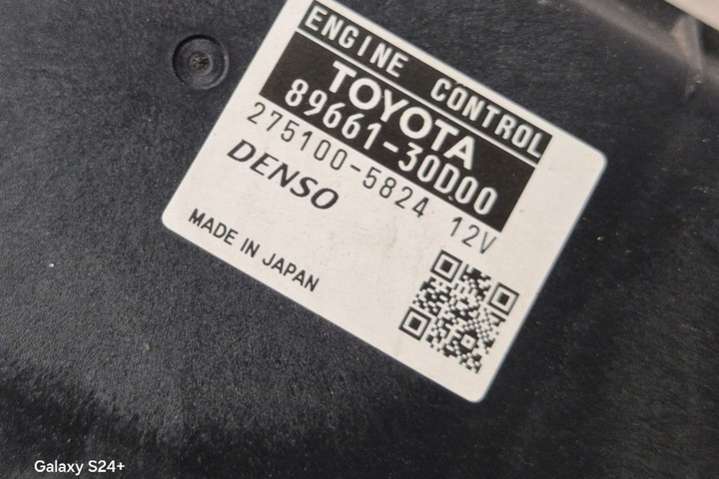 ENGINE CONTROL
TOYOTA
89661-30D00
275100-5824 12V
DENSO
MADE IN JAPAN
Galaxy S24+